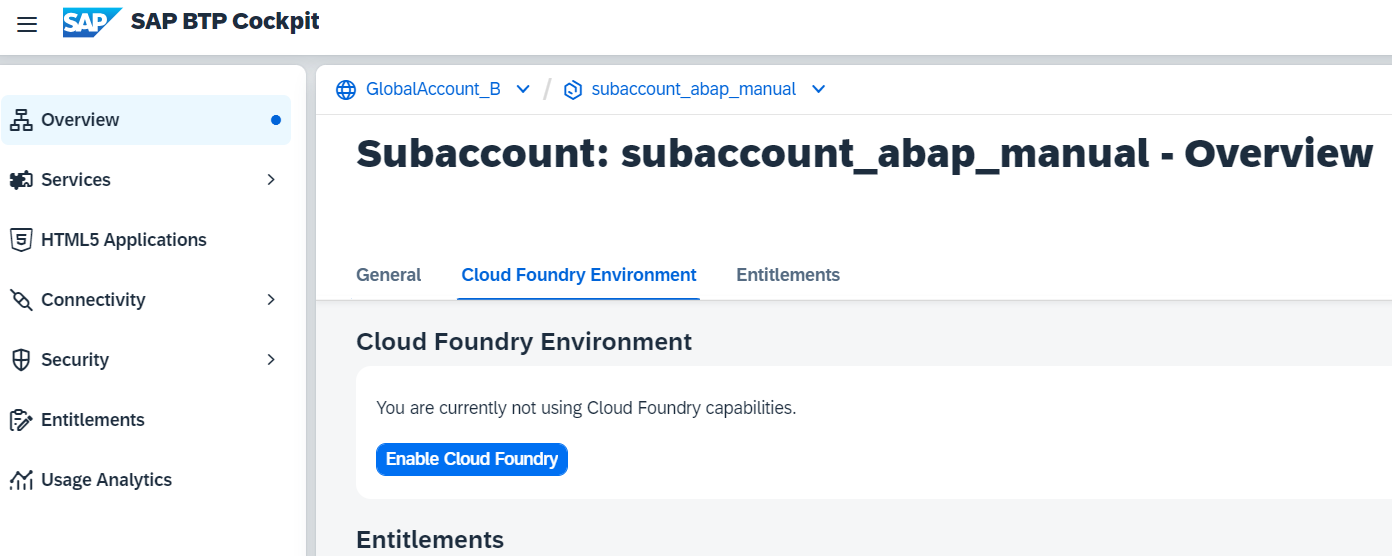 SAP SAP BTP Cockpit
Overview
Services
HTML5 Applications
Connectivity
Security
Entitlements
Usage Analytics
GlobalAccount_B / subaccount_abap_manual
Subaccount: subaccount_abap_manual - Overview
General Cloud Foundry Environment Entitlements
Cloud Foundry Environment
You are currently not using Cloud Foundry capabilities.
Enable Cloud Foundry
Entitlements